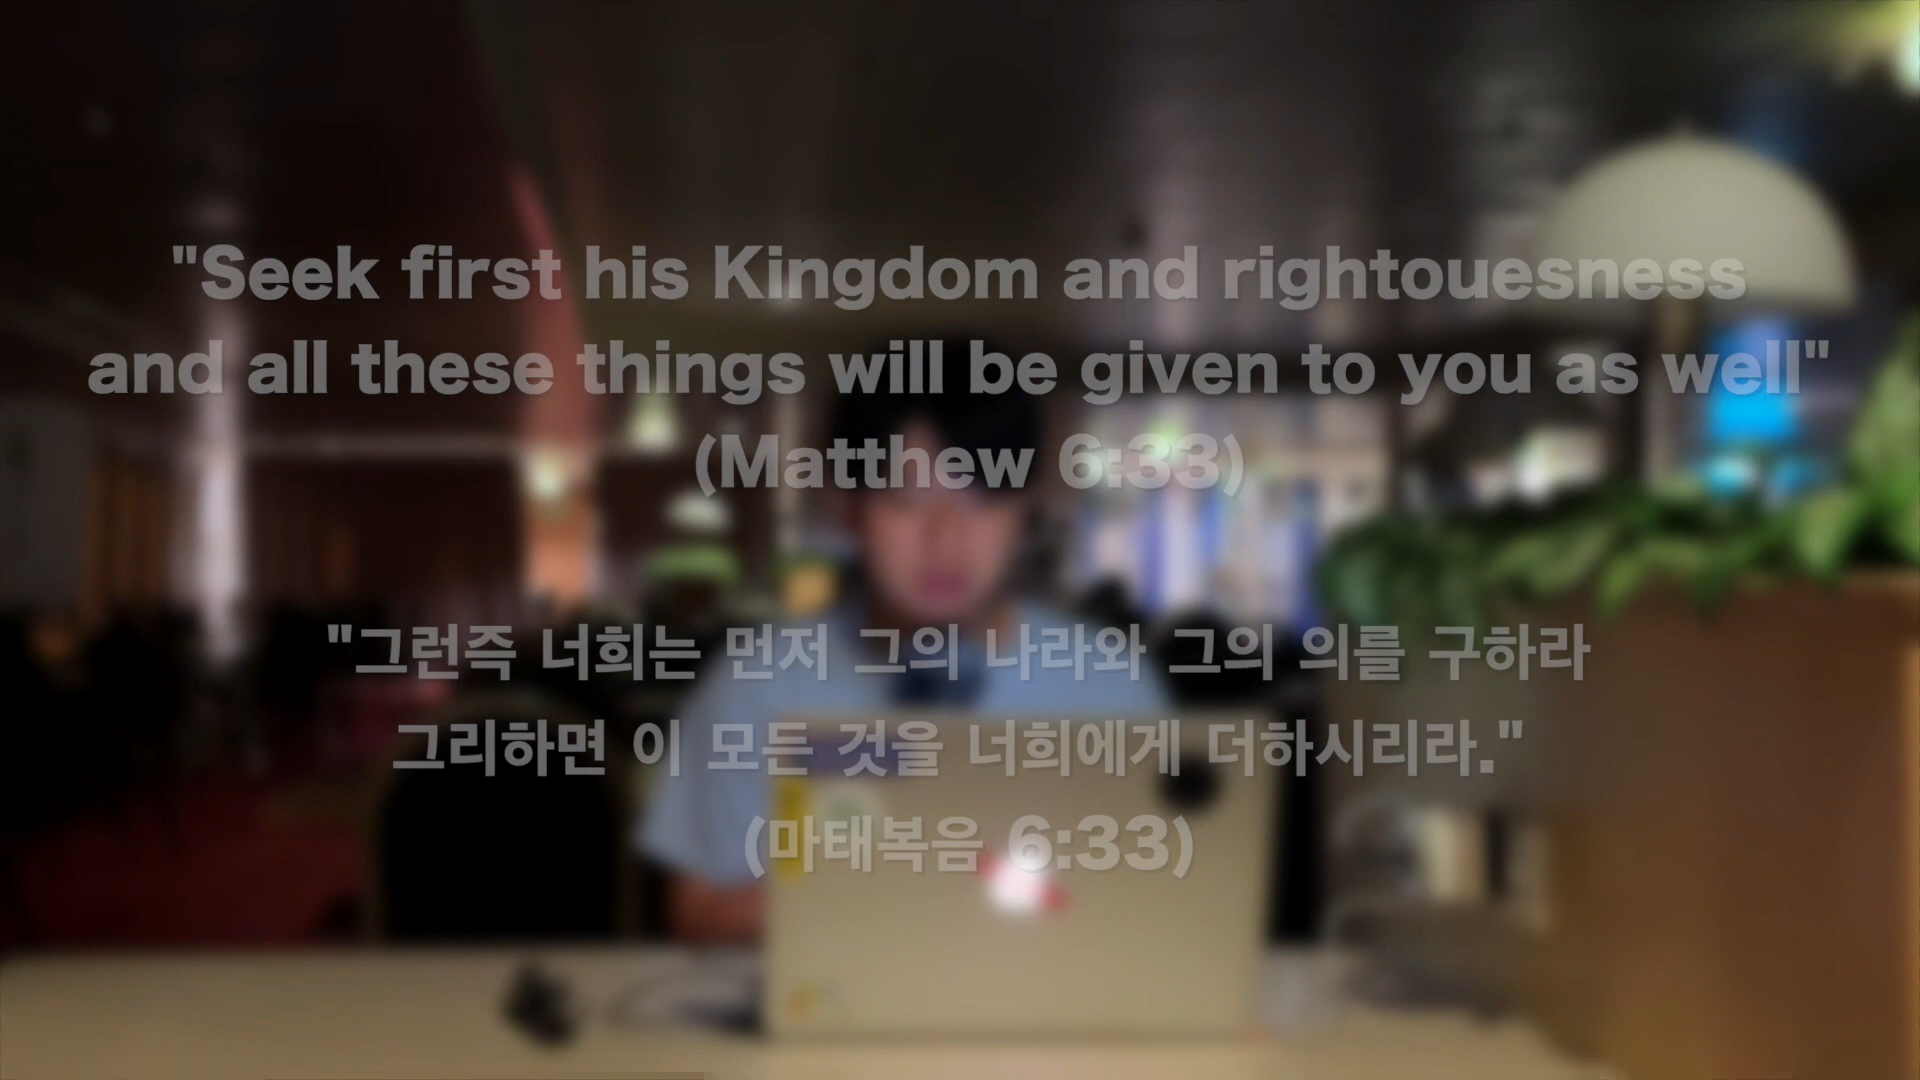 "Seek first his Kingdom and rightouesness
and all these things will be given to you as well"
(Matthew 6:33)
"그런즉 너희는 먼저 그의 나라와 그의 의를 구하라
그리하면 이 모든 것을 너희에게 더하시리라."
(마태복음 6:33)